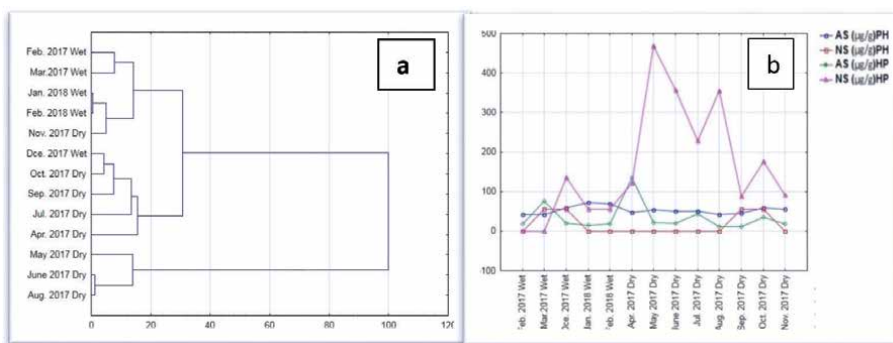 a
Feb. 2017 Wet
Mar.2017 Wet
Jan. 2018 Wet
Feb. 2018 Wet
Nov. 2017 Dry
Dce. 2017 Wet
Oct. 2017 Dry
Sep. 2017 Dry
Jul. 2017 Dry
Apr. 2017 Dry
May 2017 Dry
June 2017 Dry
Aug. 2017 Dry
0 20 40 60 80 100 120
b
AS (µg/g)PH
NS (µg/g)PH
AS (µg/g)HP
NS (µg/g)HP
500
400
300
200
100
0
-100
Feb. 2017 Wet
Mar.2017 Wet
Dce. 2017 Wet
Jan. 2018 Wet
Feb. 2018 Wet
Apr. 2017 Dry
May 2017 Dry
June 2017 Dry
Jul. 2017 Dry
Aug. 2017 Dry
Sep. 2017 Dry
Oct. 2017 Dry
Nov. 2017 Dry